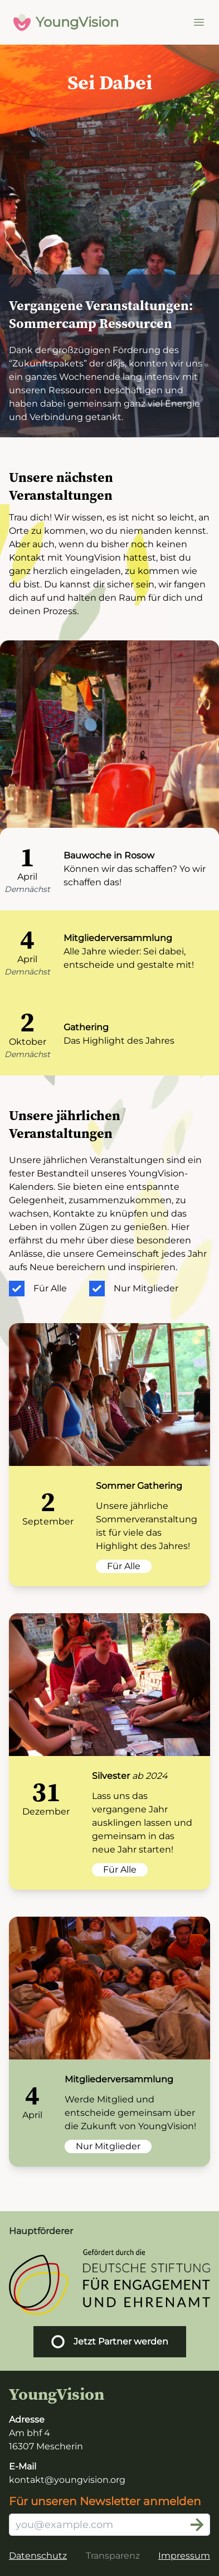 YoungVision
Sei Dabei
Vergangene Veranstaltungen:
Sommercamp Ressourcen
Dank der großzügigen Förderung des
“Zukunftspakets” der dkjs, konnten wir uns
ein ganzes Wochende lang intensiv mit
unseren Ressourcen beschäftigen und
haben dabei gemeinsam ganz viel Energie
und Verbindung getankt.
Unsere nächsten
Veranstaltungen
Trau dich! Wir wissen, es ist nicht so leicht, an
Orte zu kommen, wo du niemanden kennst.
Aber auch, wenn du bisher noch keinen
Kontakt mit YoungVision hattest, bist du
ganz herzlich eingeladen, zu kommen wie
du bist. Du kannst dir sicher sein, wir fangen
dich auf und halten den Raum für dich und
deinen Prozess.
1
April
Demnächst
Bauwoche in Rosow
Können wir das schaffen? Yo wir
schaffen das!
4
April
Demnächst
Mitgliederversammlung
Alle Jahre wieder: Sei dabei,
entscheide und gestalte mit!
2
Oktober
Demnächst
Gathering
Das Highlight des Jahres
Unsere jährlichen
Veranstaltungen
Unsere jährlichen Veranstaltungen sind ein
fester Bestandteil unseres YoungVision-
Kalenders. Sie bieten eine entspannte
Gelegenheit, zusammenzukommen, zu
wachsen, Kontakte zu knüpfen und das
Leben in vollen Zügen zu genießen. Hier
erfährst du mehr über diese besonderen
Anlässe, die unsere Gemeinschaft jedes Jahr
aufs Neue bereichern und inspirieren.
Für Alle
Nur Mitglieder
2
September
Sommer Gathering
Unsere jährliche
Sommerveranstaltung
ist für viele das
Highlight des Jahres!
Für Alle
31
Dezember
Silvester ab 2024
Lass uns das
vergangene Jahr
ausklingen lassen und
gemeinsam in das
neue Jahr starten!
Für Alle
4
April
Mitgliederversammlung
Werde Mitglied und
entscheide gemeinsam über
die Zukunft von YoungVision!
Nur Mitglieder
Hauptförderer
Gefördert durch die
DEUTSCHE STIFTUNG
FÜR ENGAGEMENT
UND EHRENAMT
Jetzt Partner werden
YoungVision
Adresse
Am bhf 4
16307 Mescherin
E-Mail
kontakt@youngvision.org
Für unseren Newsletter anmelden
you@example.com
Datenschutz
Transparenz
Impressum